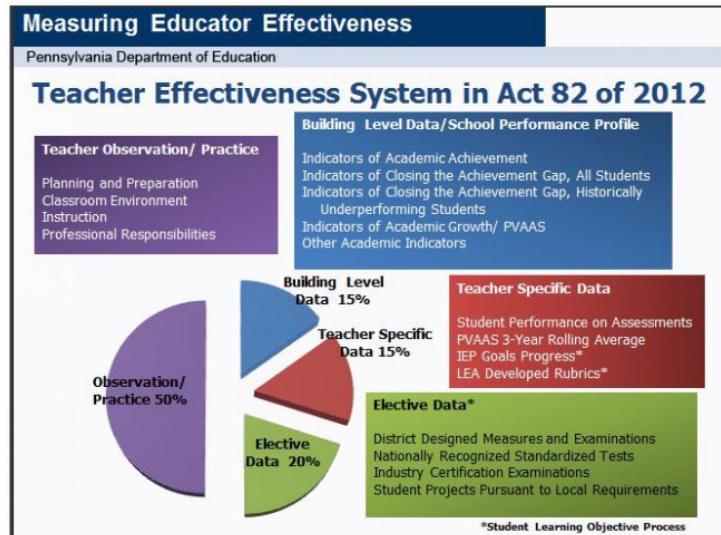 Measuring Educator Effectiveness
Pennsylvania Department of Education
Teacher Effectiveness System in Act 82 of 2012
Teacher Observation/ Practice
Planning and Preparation
Classroom Environment
Instruction
Professional Responsibilities
Building Level Data/School Performance Profile
Indicators of Academic Achievement
Indicators of Closing the Achievement Gap, All Students
Indicators of Closing the Achievement Gap, Historically
Underperforming Students
Indicators of Academic Growth/ PVAAS
Other Academic Indicators
Building Level
Data 15%
Teacher Specific
Data 15%
Observation/
Practice 50%
Elective
Data 20%
Teacher Specific Data
Student Performance on Assessments
PVAAS 3-Year Rolling Average
IEP Goals Progress*
LEA Developed Rubrics*
Elective Data*
District Designed Measures and Examinations
Nationally Recognized Standardized Tests
Industry Certification Examinations
Student Projects Pursuant to Local Requirements
*Student Learning Objective Process